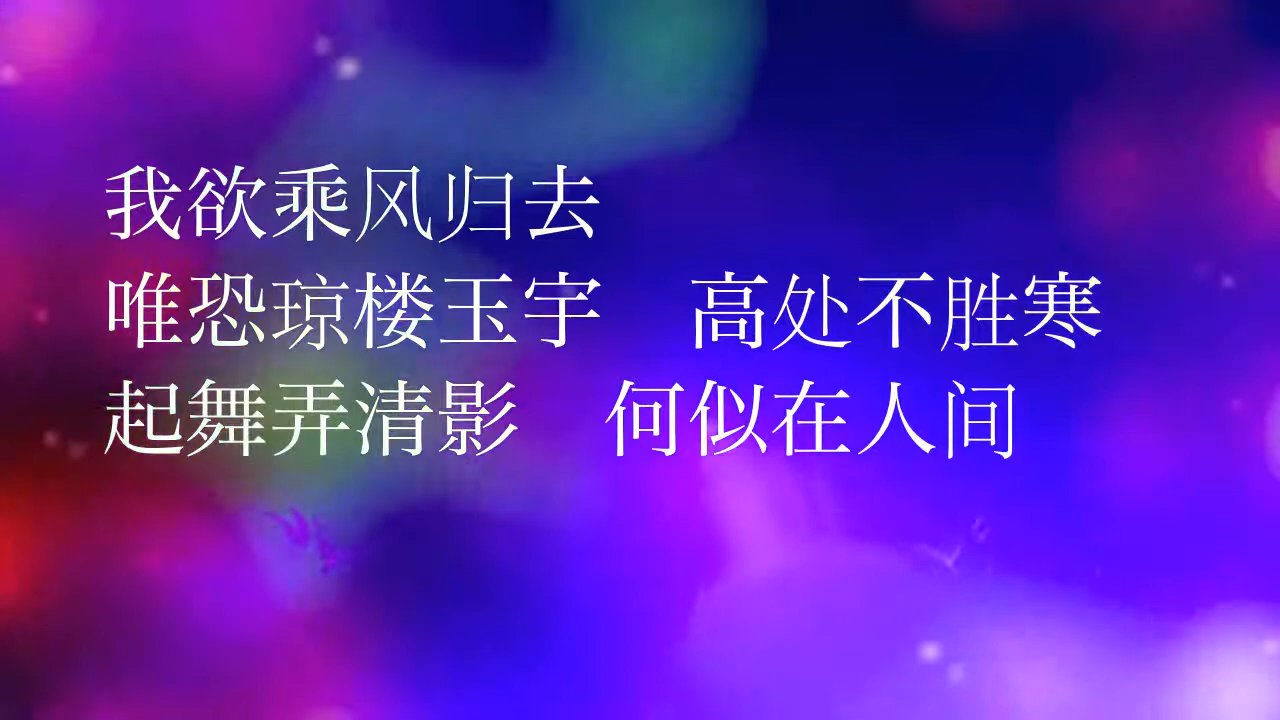 我欲乘风归去
唯恐琼楼玉宇　高处不胜寒
起舞弄清影　何似在人间